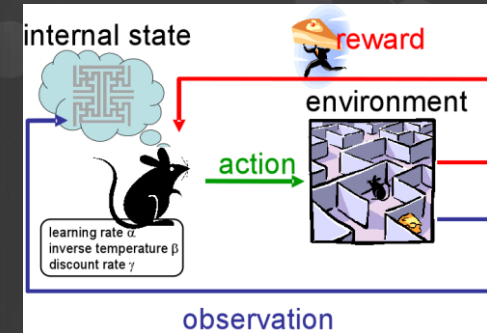 internal state
reward
environment
action
learning rate α
inverse temperature β
discount rate γ
observation